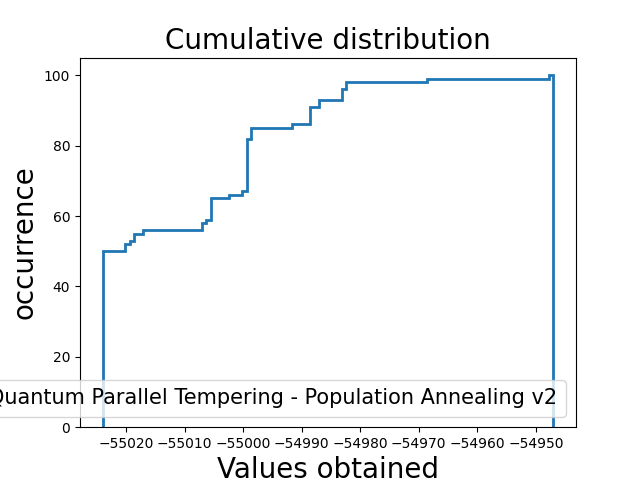 Cumulative distribution
occurrence
100
80
60
40
20
0
Quantum Parallel Tempering - Population Annealing v2
−55020 −55010 −55000 −54990 −54980 −54970 −54960 −54950
Values obtained